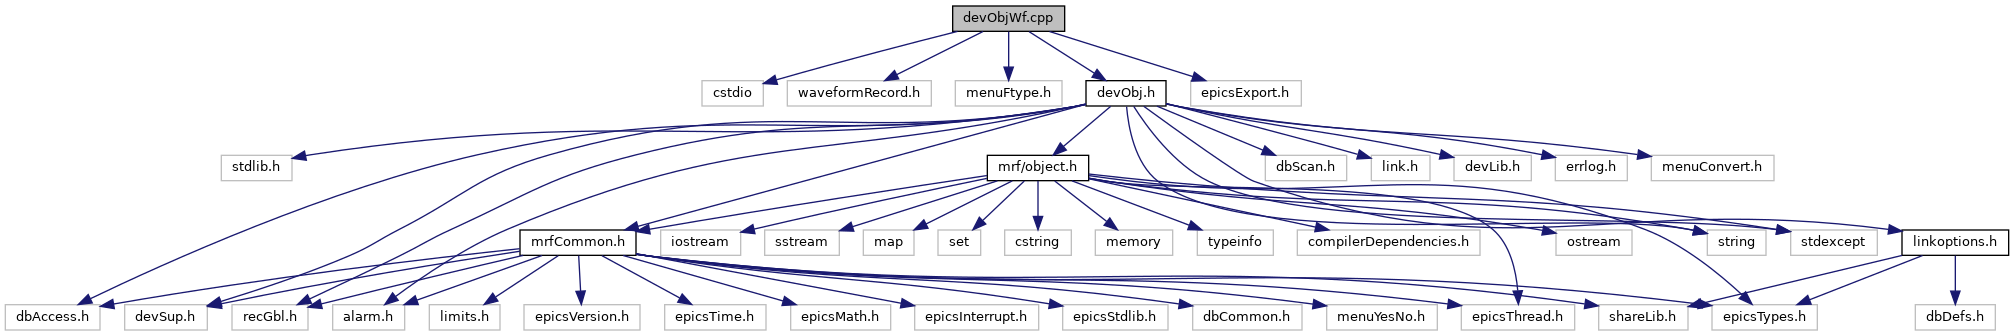 devObjWf.cpp
cstdio
waveformRecord.h
menuFtype.h
devObj.h
epicsExport.h
stdlib.h
mrf/object.h
dbScan.h
link.h
devLib.h
errlog.h
menuConvert.h
mrfCommon.h
iostream
sstream
map
set
cstring
memory
typeinfo
compilerDependencies.h
ostream
string
stdexcept
linkoptions.h
dbAccess.h
devSup.h
recGbl.h
alarm.h
limits.h
epicsVersion.h
epicsTime.h
epicsMath.h
epicsInterrupt.h
epicsStdlib.h
dbCommon.h
menuYesNo.h
epicsThread.h
shareLib.h
epicsTypes.h
dbDefs.h